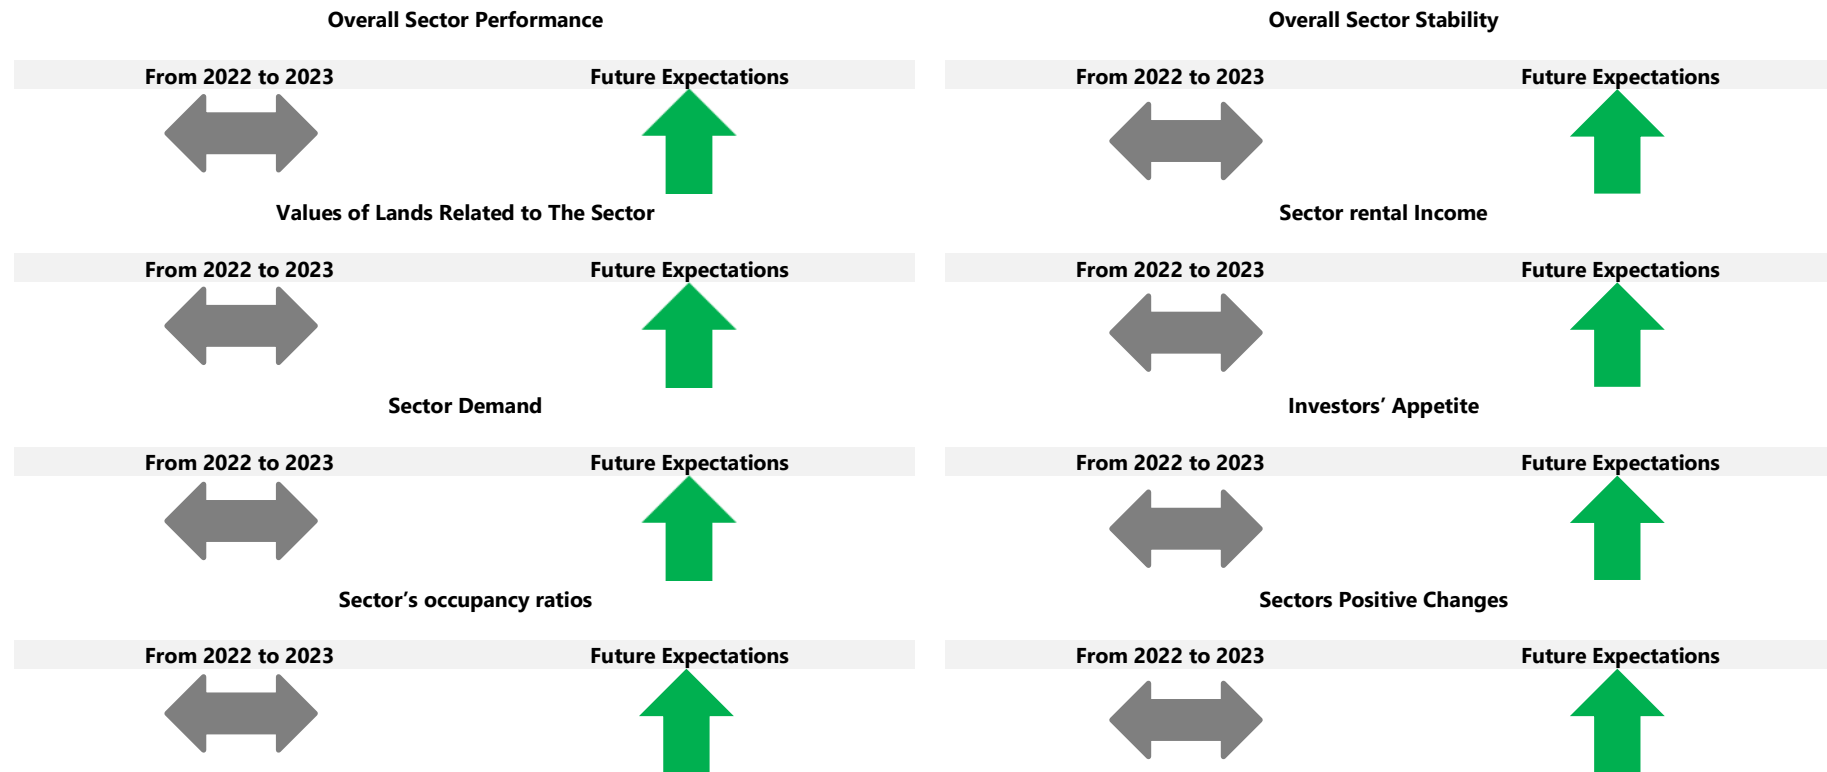 Overall Sector Performance
Overall Sector Stability
From 2022 to 2023
Future Expectations
From 2022 to 2023
Future Expectations
Values of Lands Related to The Sector
Sector rental Income
From 2022 to 2023
Future Expectations
From 2022 to 2023
Future Expectations
Sector Demand
Investors’ Appetite
From 2022 to 2023
Future Expectations
From 2022 to 2023
Future Expectations
Sector’s occupancy ratios
Sectors Positive Changes
From 2022 to 2023
Future Expectations
From 2022 to 2023
Future Expectations